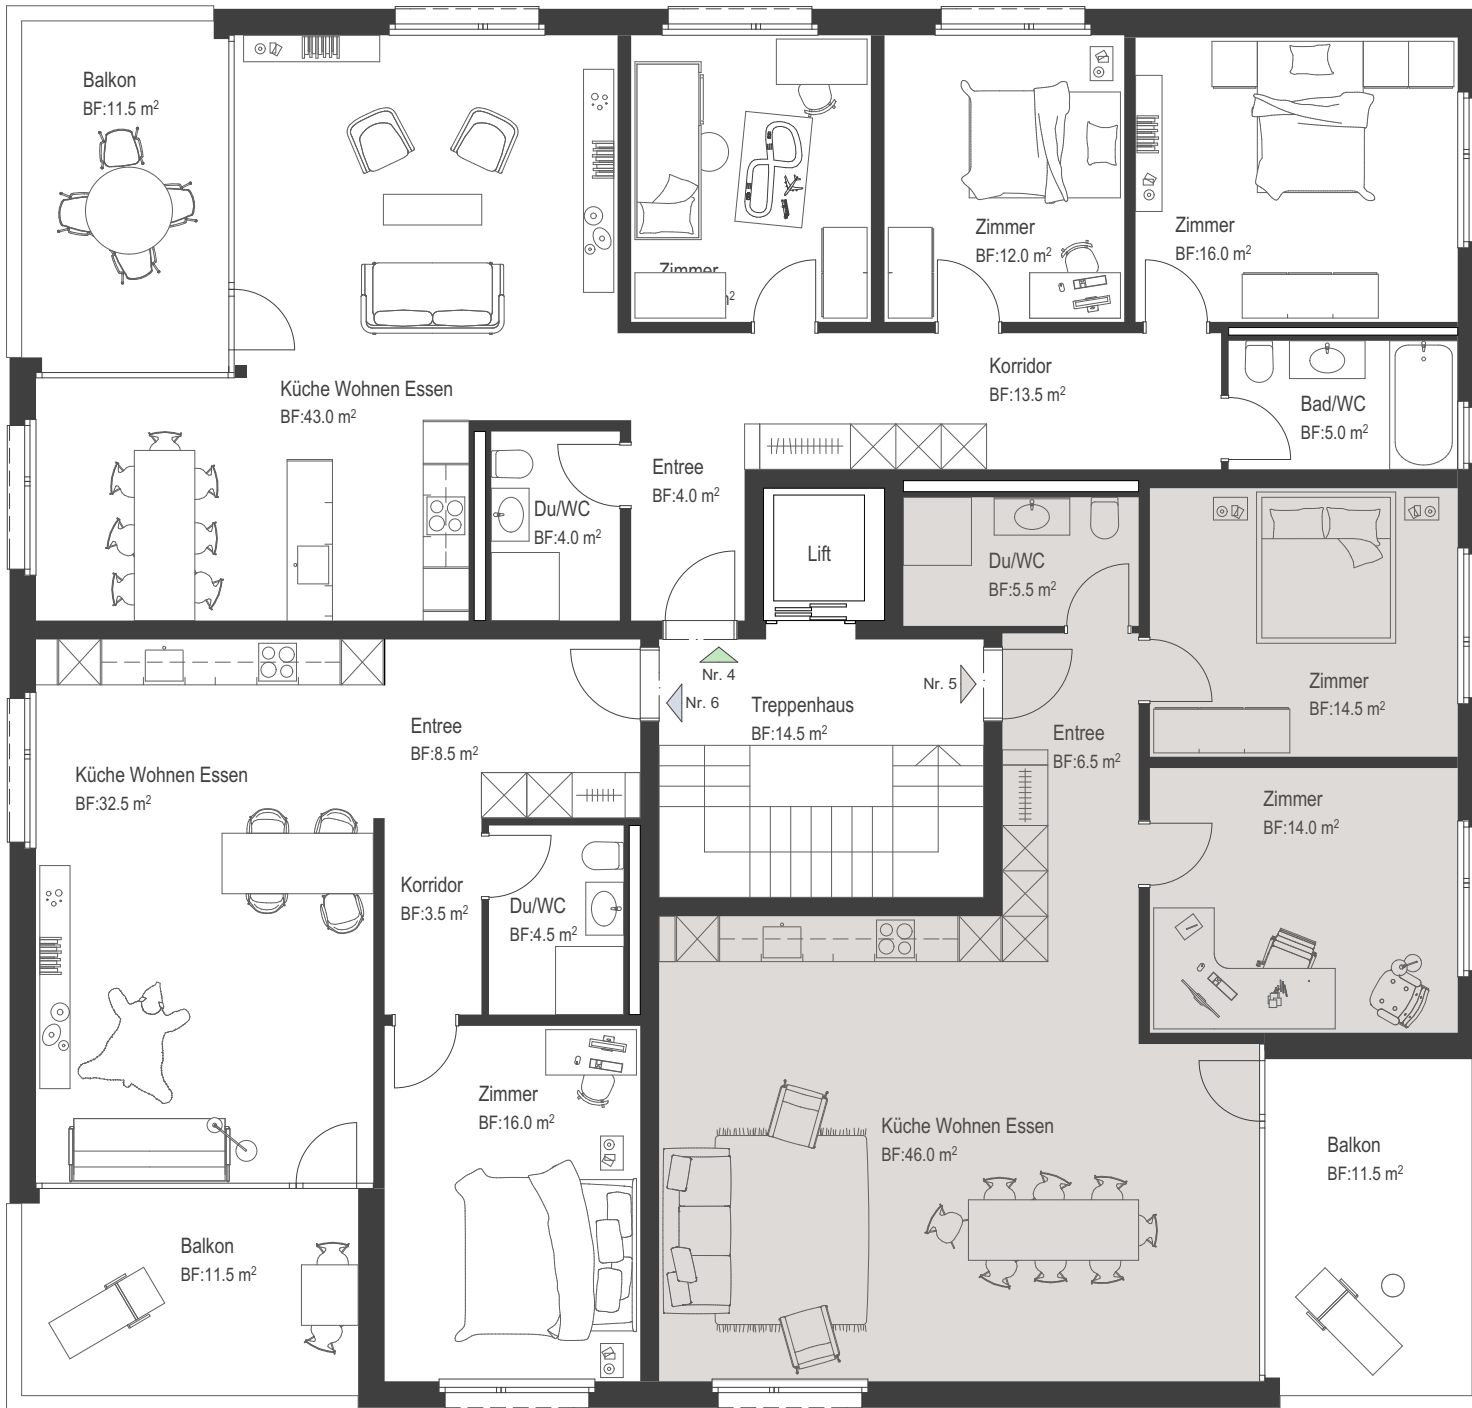 Balkon
BF:11.5 m²
Zimmer
Zimmer
BF:12.0 m²
Zimmer
BF:16.0 m²
Küche Wohnen Essen
BF:43.0 m²
Korridor
BF:13.5 m²
Bad/WC
BF:5.0 m²
Entree
BF:4.0 m²
Du/WC
BF:4.0 m²
Lift
Du/WC
BF:5.5 m²
Nr. 4
Nr. 6
Nr. 5
Treppenhaus
BF:14.5 m²
Zimmer
BF:14.5 m²
Entree
BF:8.5 m²
Entree
BF:6.5 m²
Küche Wohnen Essen
BF:32.5 m²
Zimmer
BF:14.0 m²
Korridor
BF:3.5 m²
Du/WC
BF:4.5 m²
Zimmer
BF:16.0 m²
Küche Wohnen Essen
BF:46.0 m²
Balkon
BF:11.5 m²
Balkon
BF:11.5 m²